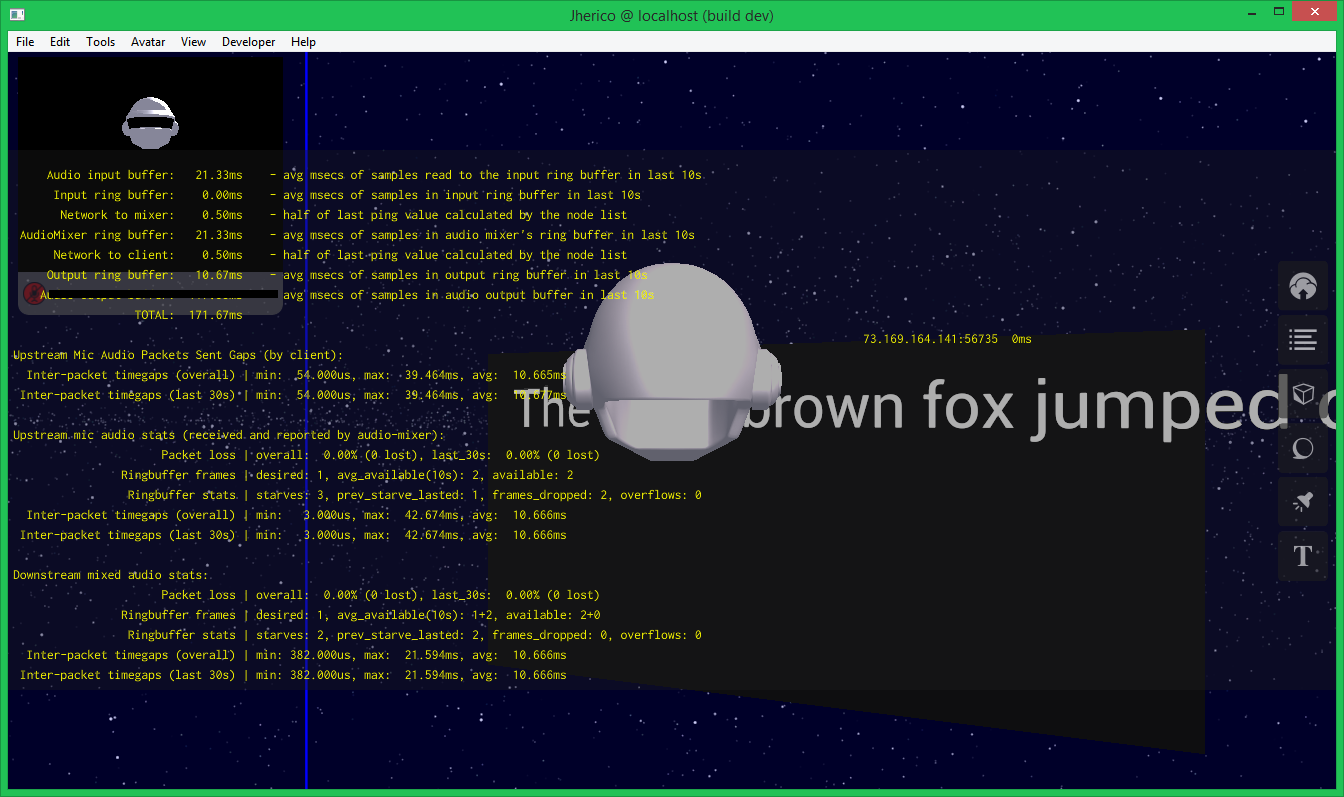 Jherico @ localhost (build dev)
File Edit Tools Avatar View Developer Help
Audio input buffer: 21.33ms - avg msecs of samples read to the input ring buffer in last 10s
Input ring buffer: 0.00ms - avg msecs of samples in input ring buffer in last 10s
Network to mixer: 0.50ms - half of last ping value calculated by the node list
AudioMixer ring buffer: 21.33ms - avg msecs of samples in audio mixer's ring buffer in last 10s
Network to client: 0.50ms - half of last ping value calculated by the node list
Output ring buffer: 10.67ms - avg msecs of samples in output ring buffer in last 10s
avg msecs of samples in audio output buffer in last 10s
TOTAL: 171.67ms
73.169.164.141:56735 0ms
Upstream Mic Audio Packets Sent Gaps (by client):
Inter-packet timegaps (overall) | min: 54.000us, max: 39.464ms, avg: 10.665ms
Inter-packet timegaps (last 30s) | min: 54.000us, max: 39.464ms, avg: 10.677ms
The brown fox jumped
Upstream mic audio stats (received and reported by audio-mixer):
Packet loss | overall: 0.00% (0 lost), last_30s: 0.00% (0 lost)
Ringbuffer frames | desired: 1, avg_available(10s): 2, available: 2
Ringbuffer stats | starves: 3, prev_starve_lasted: 1, frames_dropped: 2, overflows: 0
Inter-packet timegaps (overall) | min: 3.000us, max: 42.674ms, avg: 10.666ms
Inter-packet timegaps (last 30s) | min: 3.000us, max: 42.674ms, avg: 10.666ms
T
Downstream mixed audio stats:
Packet loss | overall: 0.00% (0 lost), last_30s: 0.00% (0 lost)
Ringbuffer frames | desired: 1, avg_available(10s): 1+2, available: 2+0
Ringbuffer stats | starves: 2, prev_starve_lasted: 2, frames_dropped: 0, overflows: 0
Inter-packet timegaps (overall) | min: 382.000us, max: 21.594ms, avg: 10.666ms
Inter-packet timegaps (last 30s) | min: 382.000us, max: 21.594ms, avg: 10.666ms